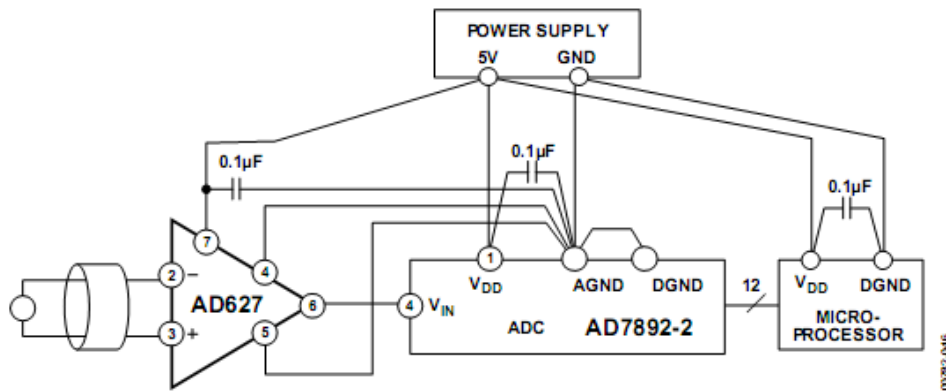 POWER SUPPLY
5V GND
0.1µF
0.1µF
0.1µF
7
2 −
4
1
12
AD627
6
4
V_IN
V_DD
AGND
DGND
V_DD
DGND
3 +
5
ADC
AD7892-2
MICRO-
PROCESSOR